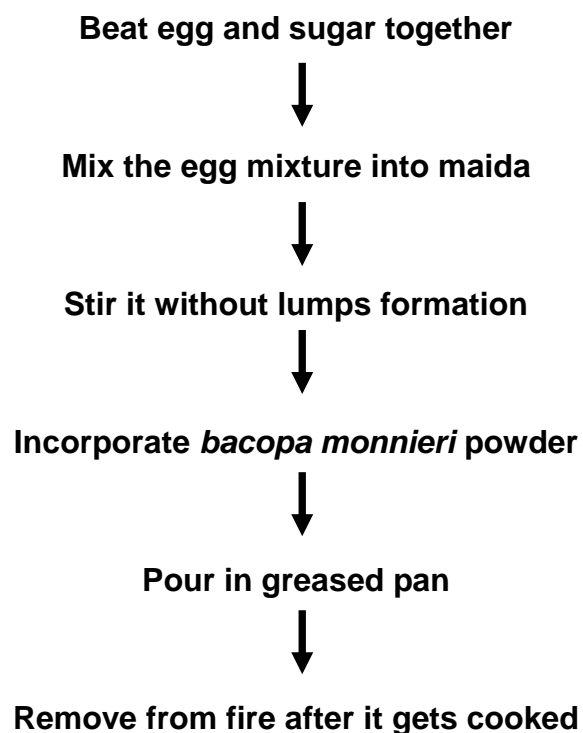 Beat egg and sugar together
Mix the egg mixture into maida
Stir it without lumps formation
Incorporate bacopa monnieri powder
Pour in greased pan
Remove from fire after it gets cooked